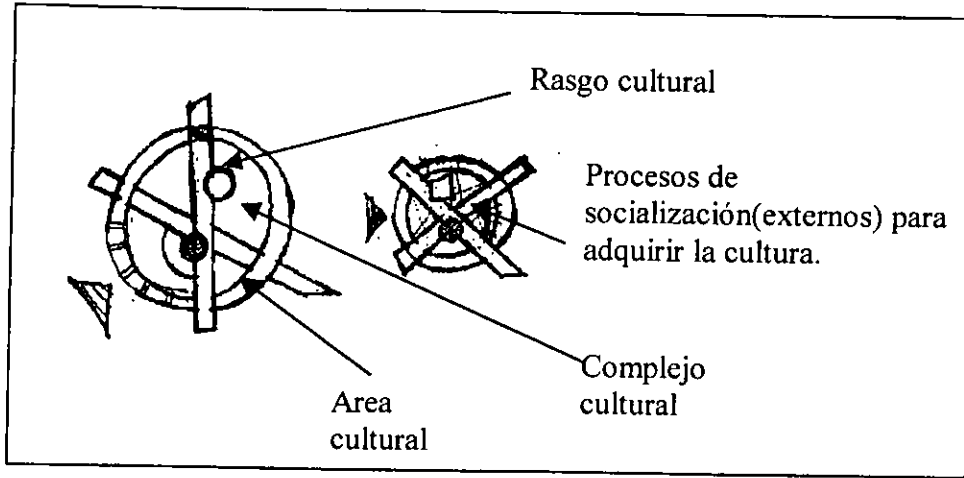 Rasgo cultural
Procesos de
socialización(externos) para
adquirir la cultura.
Complejo
cultural
Area
cultural